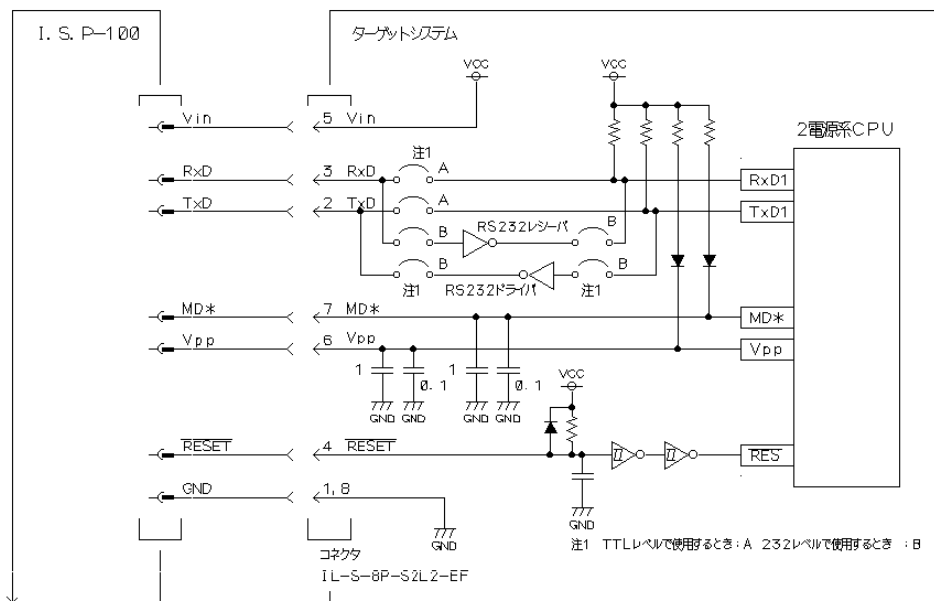 I.S.P-100
ターゲットシステム
VCC
VCC
Vin
5 Vin
2電源系CPU
注1
RxD
3 RxD
A
RxD1
TxD
2 TxD
A
TxD1
B
RS232レシーバ
B
B
B
注1
RS232ドライバ
注1
MD*
7 MD*
MD*
Vpp
6 Vpp
Vpp
1
0.1
1
0.1
VCC
GND
GND
GND
GND
RESET
4 RESET
RES
GND
1,8
GND
GND
注1 TTLレベルで使用するとき:A 232レベルで使用するとき :B
コネクタ
IL-S-8P-S2L2-EF